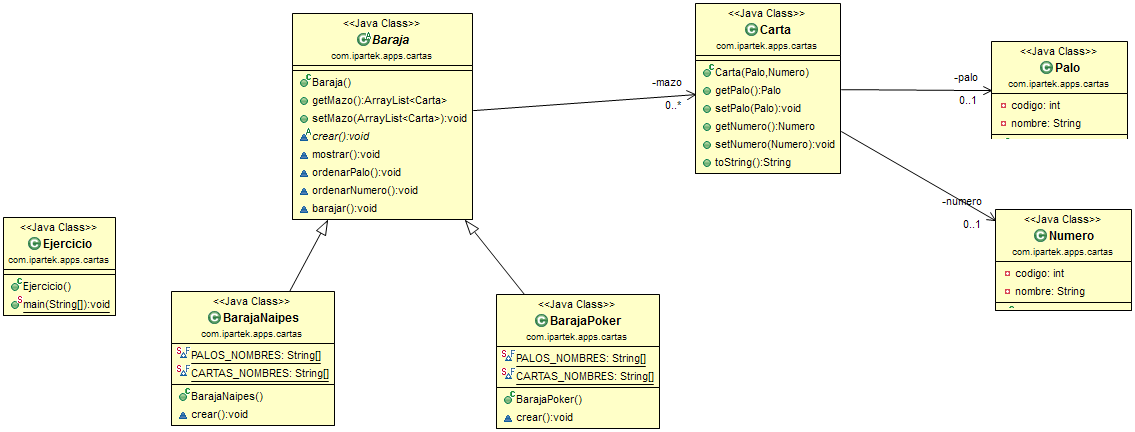 <<Java Class>>
Baraja
com.ipartek.apps.cartas
Baraja()
getMazo():ArrayList<Carta>
setMazo(ArrayList<Carta>):void
crear():void
mostrar():void
ordenarPalo():void
ordenarNumero():void
barajar():void
-mazo
0..*
<<Java Class>>
Carta
com.ipartek.apps.cartas
Carta(Palo,Numero)
getPalo():Palo
setPalo(Palo):void
getNumero():Numero
setNumero(Numero):void
toString():String
-palo
0..1
<<Java Class>>
Palo
com.ipartek.apps.cartas
codigo: int
nombre: String
-numero
0..1
<<Java Class>>
Numero
com.ipartek.apps.cartas
codigo: int
nombre: String
<<Java Class>>
Ejercicio
com.ipartek.apps.cartas
Ejercicio()
main(String[]):void
<<Java Class>>
BarajaNaipes
com.ipartek.apps.cartas
PALOS_NOMBRES: String[]
CARTAS_NOMBRES: String[]
BarajaNaipes()
crear():void
<<Java Class>>
BarajaPoker
com.ipartek.apps.cartas
PALOS_NOMBRES: String[]
CARTAS_NOMBRES: String[]
BarajaPoker()
crear():void